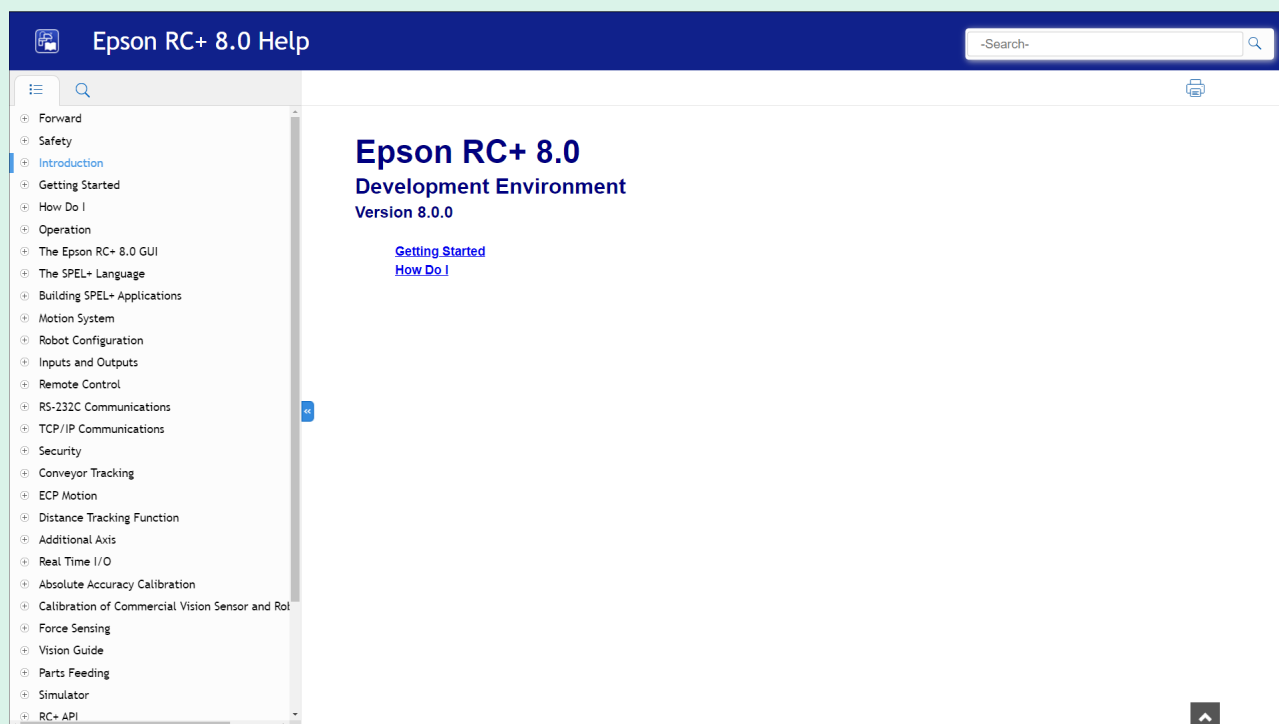 Epson RC+ 8.0 Help
-Search-
Forward
Safety
Introduction
Getting Started
How Do I
Operation
The Epson RC+ 8.0 GUI
The SPEL+ Language
Building SPEL+ Applications
Motion System
Robot Configuration
Inputs and Outputs
Remote Control
RS-232C Communications
TCP/IP Communications
Security
Conveyor Tracking
ECP Motion
Distance Tracking Function
Additional Axis
Real Time I/O
Absolute Accuracy Calibration
Calibration of Commercial Vision Sensor and Rob
Force Sensing
Vision Guide
Parts Feeding
Simulator
RC+ API
Epson RC+ 8.0
Development Environment
Version 8.0.0
Getting Started
How Do I